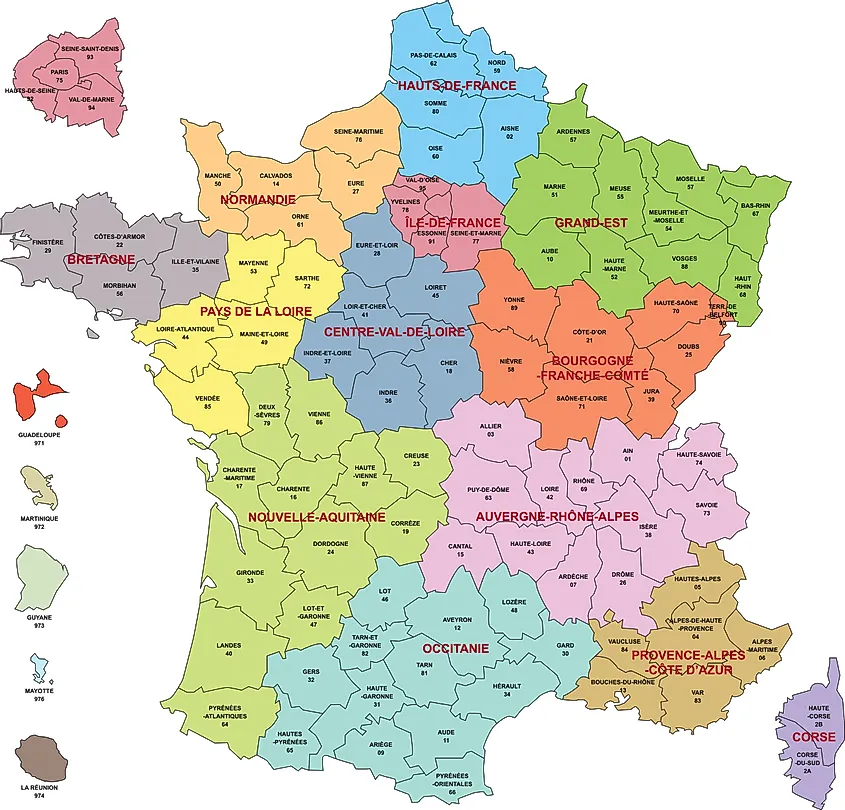 SEINE-SAINT-DENIS
93
PARIS
75
HAUTS-DE-SEINE
92
VAL-DE-MARNE
94
PAS-DE-CALAIS
62
NORD
59
HAUTS-DE-FRANCE
SOMME
80
AISNE
02
OISE
60
SEINE-MARITIME
76
MANCHE
50
CALVADOS
14
EURE
27
NORMANDIE
ORNE
61
VAL-D'OISE
95
YVELINES
78
ÎLE-DE-FRANCE
ESSONNE
91
SEINE-ET-MARNE
77
ARDENNES
57
MARNE
51
MEUSE
55
MOSELLE
57
BAS-RHIN
67
MEURTHE-ET
-MOSELLE
54
GRAND-EST
AUBE
10
HAUTE
-MARNE
52
VOSGES
88
HAUT
-RHIN
68
FINISTÈRE
29
CÔTES-D'ARMOR
22
BRETAGNE
ILLE-ET-VILAINE
35
MORBIHAN
56
MAYENNE
53
SARTHE
72
PAYS DE LA LOIRE
LOIRE-ATLANTIQUE
44
MAINE-ET-LOIRE
49
VENDÉE
85
EURE-ET-LOIR
28
LOIRET
45
LOIR-ET-CHER
41
CENTRE-VAL-DE-LOIRE
INDRE-ET-LOIRE
37
CHER
18
INDRE
36
YONNE
89
CÔTE-D'OR
21
HAUTE-SAÔNE
70
TERR.-DE
-BELFORT
90
NIÈVRE
58
DOUBS
25
BOURGOGNE
-FRANCHE-COMTÉ
SAÔNE-ET-LOIRE
71
JURA
39
DEUX
-SÈVRES
79
VIENNE
86
CHARENTE
-MARITIME
17
CHARENTE
16
HAUTE
-VIENNE
87
CREUSE
23
NOUVELLE-AQUITAINE
CORRÈZE
19
DORDOGNE
24
GIRONDE
33
LOT-ET
-GARONNE
47
LANDES
40
PYRÉNÉES
-ATLANTIQUES
64
ALLIER
03
PUY-DE-DÔME
63
LOIRE
42
RHÔNE
69
AIN
01
HAUTE-SAVOIE
74
SAVOIE
73
AUVERGNE-RHÔNE-ALPES
ISÈRE
38
CANTAL
15
HAUTE-LOIRE
43
ARDÈCHE
07
DRÔME
26
LOT
46
AVEYRON
12
LOZÈRE
48
TARN-ET
-GARONNE
82
OCCITANIE
GARD
30
GERS
32
TARN
81
HAUTE
-GARONNE
31
HÉRAULT
34
HAUTES
-PYRÉNÉES
65
ARIÈGE
09
AUDE
11
PYRÉNÉES
-ORIENTALES
66
HAUTES-ALPES
05
ALPES-DE-HAUTE
-PROVENCE
04
VAUCLUSE
84
ALPES
-MARITIME
06
PROVENCE-ALPES
-CÔTE D'AZUR
BOUCHES-DU-RHÔNE
13
VAR
83
HAUTE
-CORSE
2B
CORSE
CORSE
-DU-SUD
2A
GUADELOUPE
971
MARTINIQUE
972
GUYANE
973
MAYOTTE
976
LA RÉUNION
974